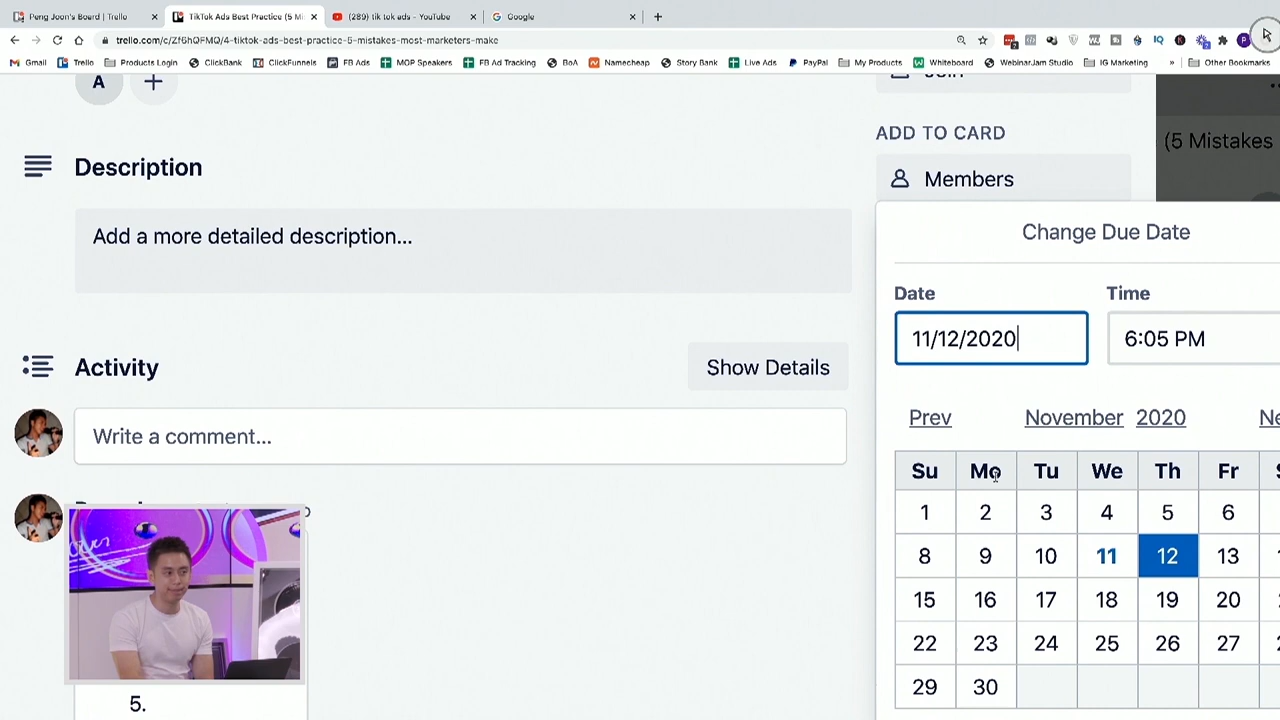 Peng Joon's Board | Trello
TikTok Ads Best Practice (5 Mi
(289) tik tok ads - YouTube
Google
trello.com/c/Zf6hQFMQ/4-tiktok-ads-best-practice-5-mistakes-most-marketers-make
Gmail
Trello
Products Login
ClickBank
ClickFunnels
FB Ads
MOP Speakers
FB Ad Tracking
BoA
Namecheap
Story Bank
Live Ads
PayPal
My Products
Whiteboard
WebinarJam Studio
IG Marketing
»
Other Bookmarks
A
+
Join
ADD TO CARD
(5 Mistakes
Description
Members
Add a more detailed description...
Change Due Date
Date
Time
11/12/2020
6:05 PM
Activity
Show Details
Write a comment...
Prev
November 2020
Ne
Su Mo Tu We Th Fr S
1 2 3 4 5 6
8 9 10 11 12 13
15 16 17 18 19 20
22 23 24 25 26 27
29 30
5.